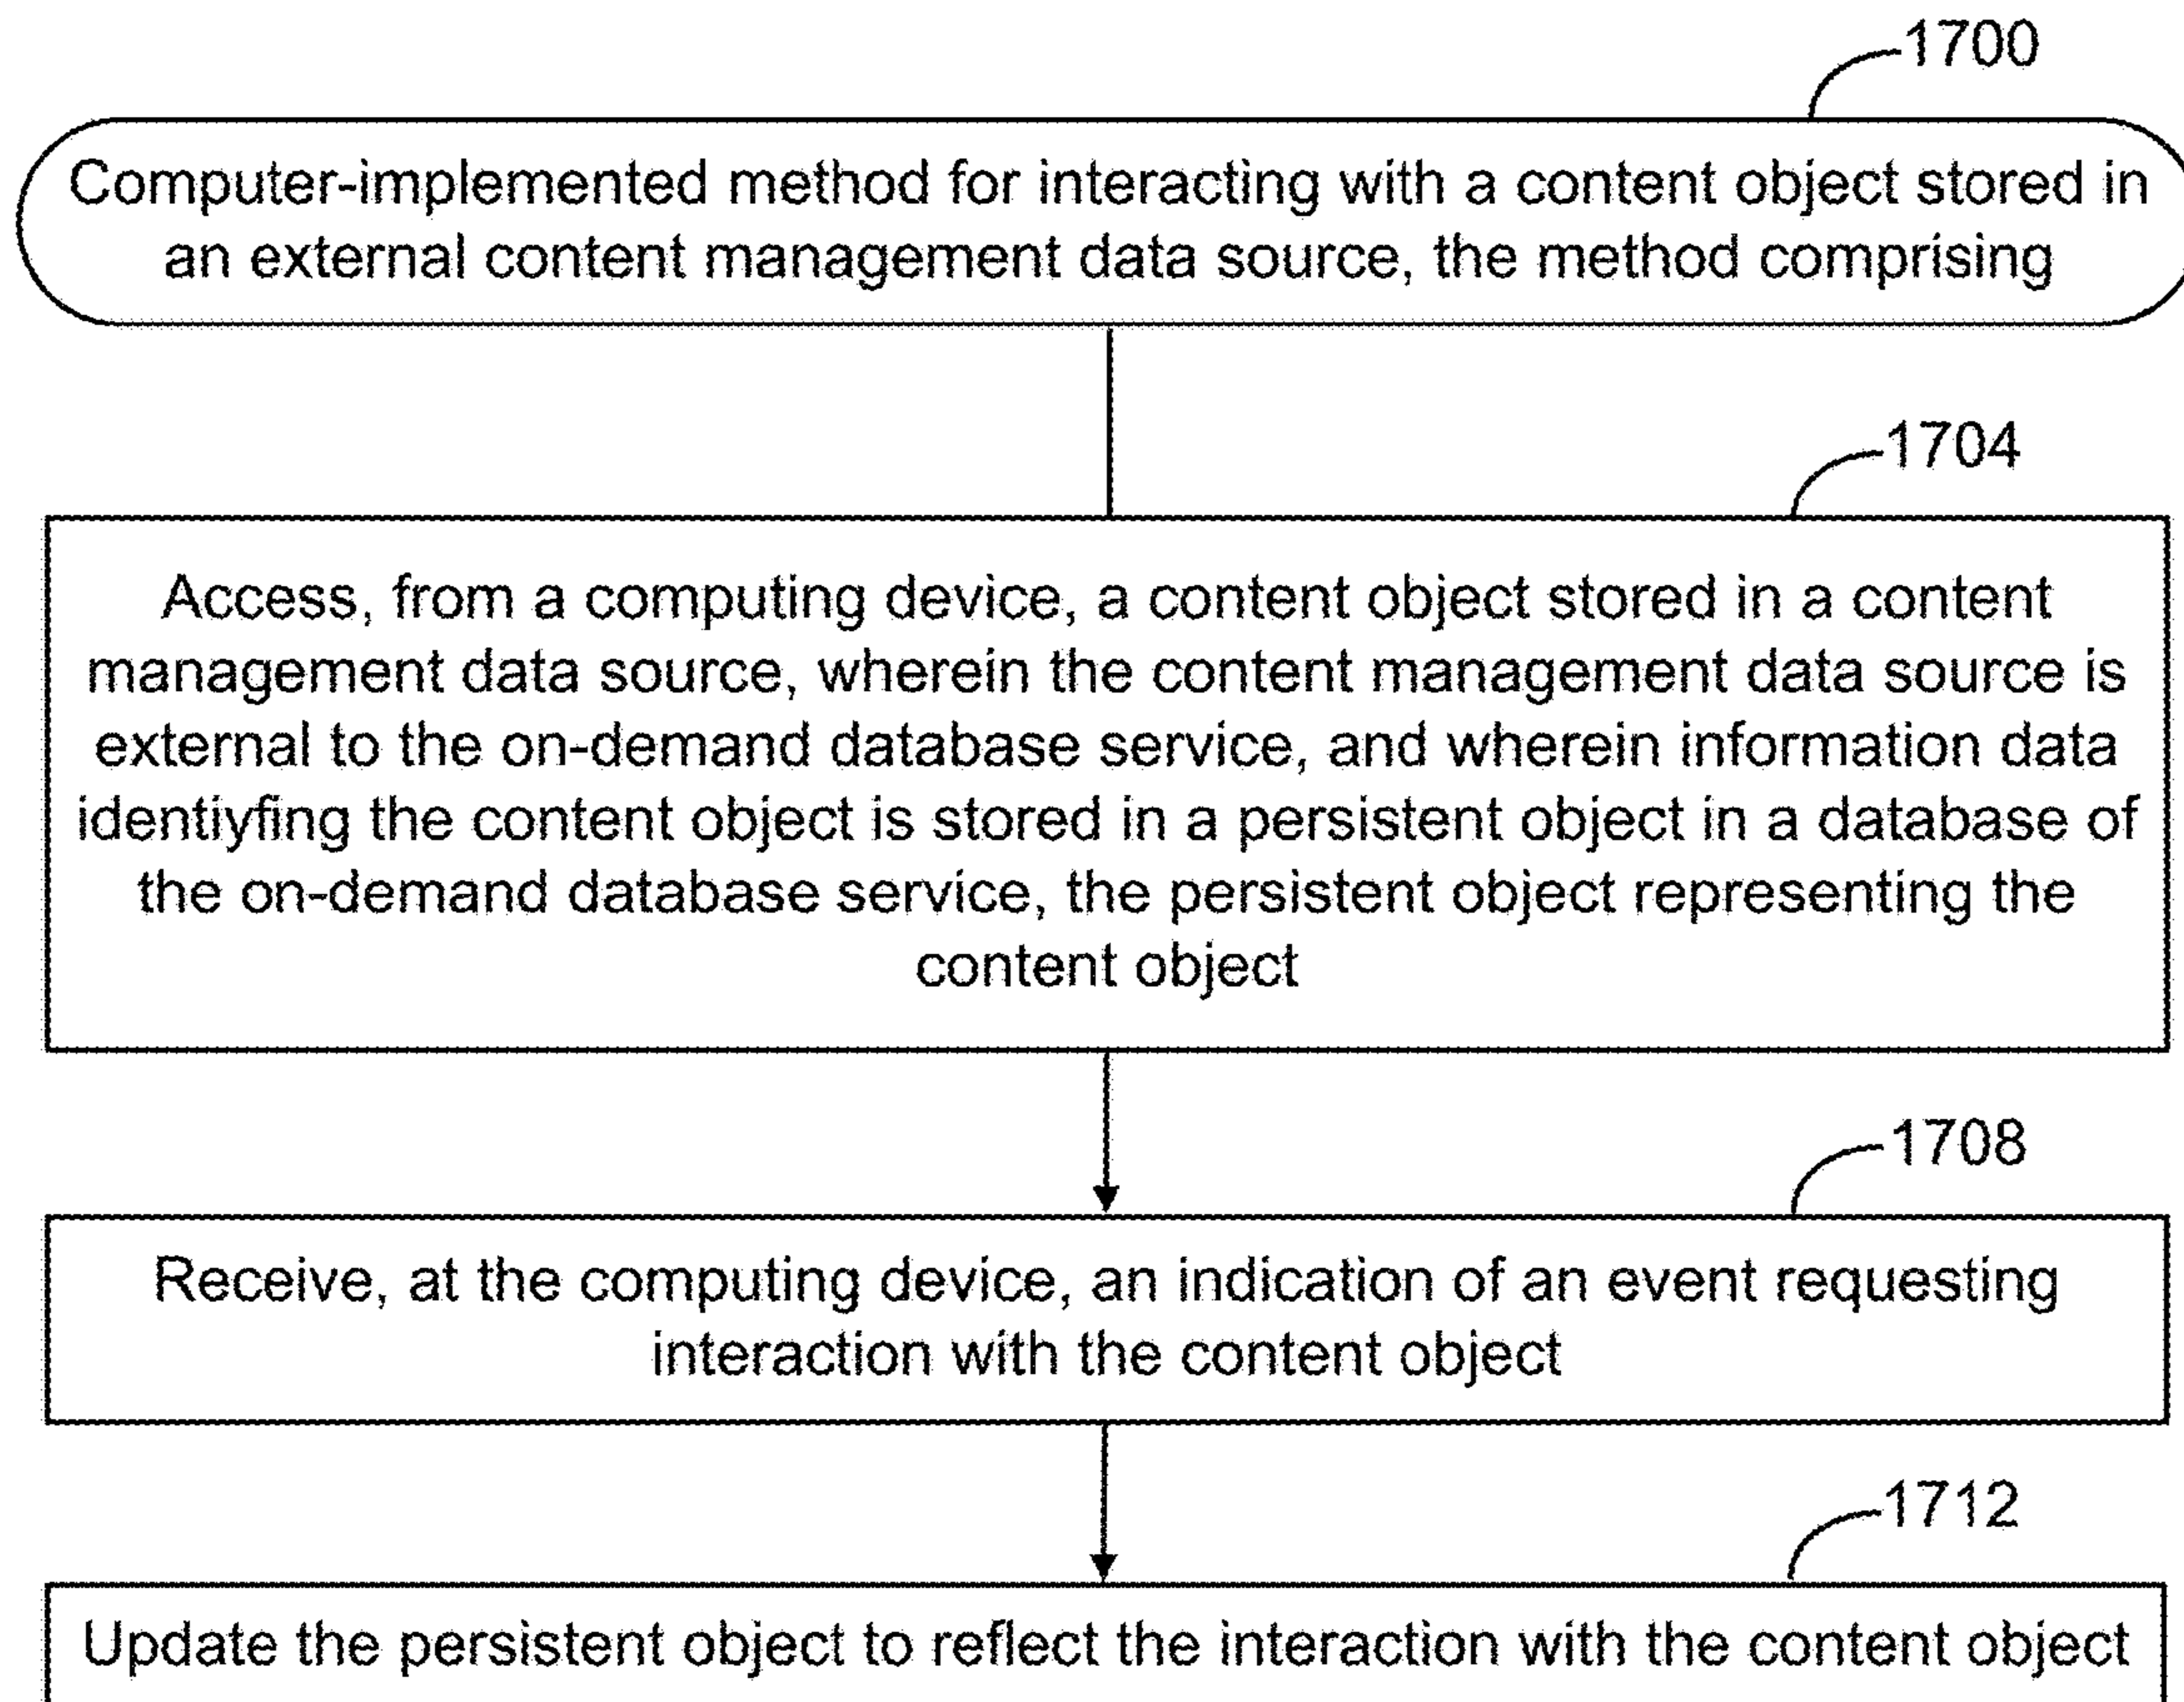 1700
Computer-implemented method for interacting with a content object stored in
an external content management data source, the method comprising
1704
Access, from a computing device, a content object stored in a content
management data source, wherein the content management data source is
external to the on-demand database service, and wherein information data
identiyfing the content object is stored in a persistent object in a database of
the on-demand database service, the persistent object representing the
content object
1708
Receive, at the computing device, an indication of an event requesting
interaction with the content object
1712
Update the persistent object to reflect the interaction with the content object